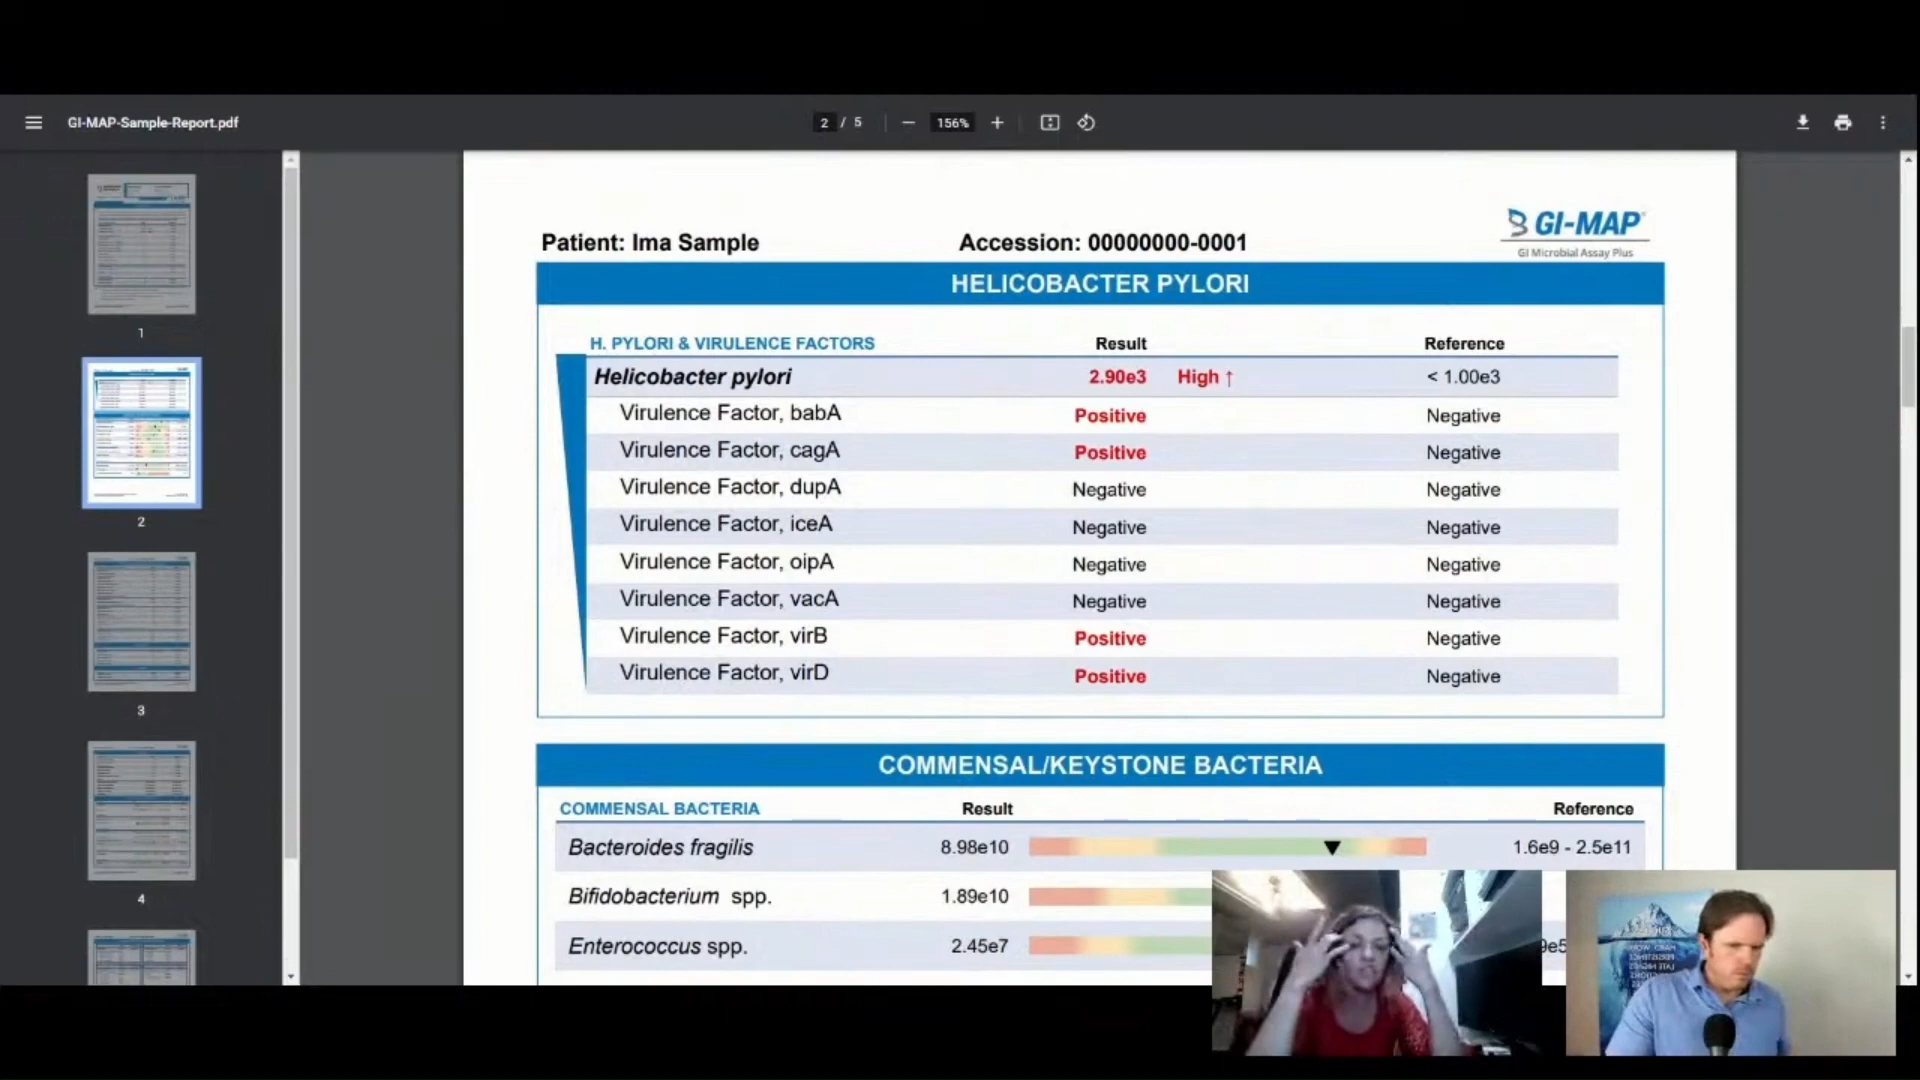 GI-MAP-Sample-Report.pdf
2 / 5
156%
1
2
3
4
GI-MAP
GI Microbial Assay Plus
Patient: Ima Sample Accession: 00000000-0001
HELICOBACTER PYLORI
H. PYLORI & VIRULENCE FACTORS Result Reference
Helicobacter pylori 2.90e3 High ↑ < 1.00e3
Virulence Factor, babA Positive Negative
Virulence Factor, cagA Positive Negative
Virulence Factor, dupA Negative Negative
Virulence Factor, iceA Negative Negative
Virulence Factor, oipA Negative Negative
Virulence Factor, vacA Negative Negative
Virulence Factor, virB Positive Negative
Virulence Factor, virD Positive Negative
COMMENSAL/KEYSTONE BACTERIA
COMMENSAL BACTERIA Result Reference
Bacteroides fragilis 8.98e10 1.6e9 - 2.5e11
Bifidobacterium spp. 1.89e10
Enterococcus spp. 2.45e7